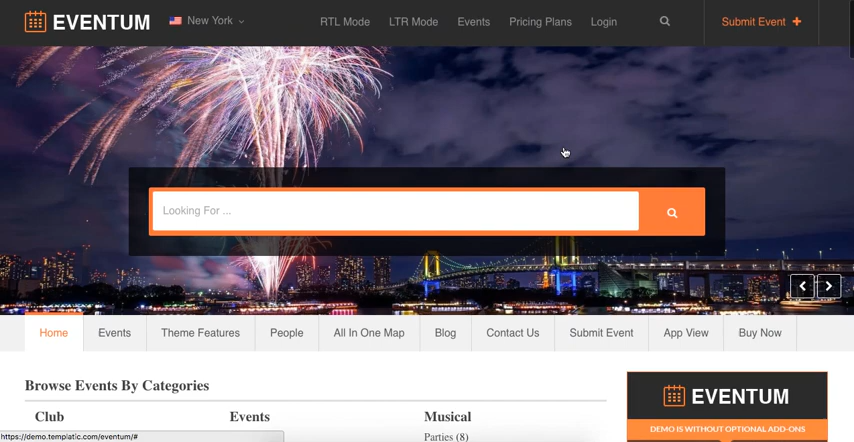 EVENTUM New York RTL Mode LTR Mode Events Pricing Plans Login Submit Event +
Looking For ...
Home Events Theme Features People All In One Map Blog Contact Us Submit Event App View Buy Now
Browse Events By Categories
EVENTUM
Club Events Musical
DEMO IS WITHOUT OPTIONAL ADD-ONS
https://demo.templatic.com/eventum/#
Parties (8)